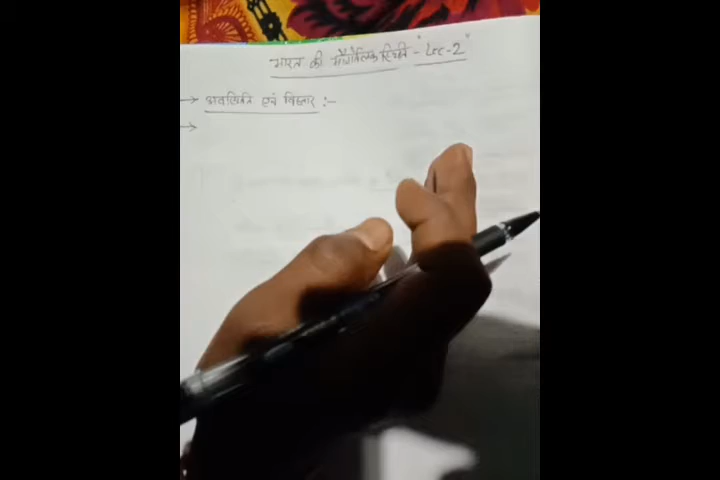 भारत की भौगोलिक स्थिति - "Lec-2"
→ अवस्थिति एवं विस्तार :-
→